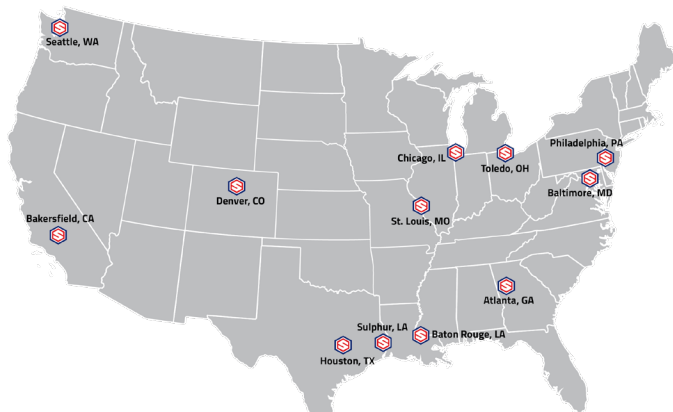 Seattle, WA
Philadelphia, PA
Chicago, IL
Toledo, OH
Baltimore, MD
Denver, CO
St. Louis, MO
Bakersfield, CA
Atlanta, GA
Sulphur, LA
Baton Rouge, LA
Houston, TX